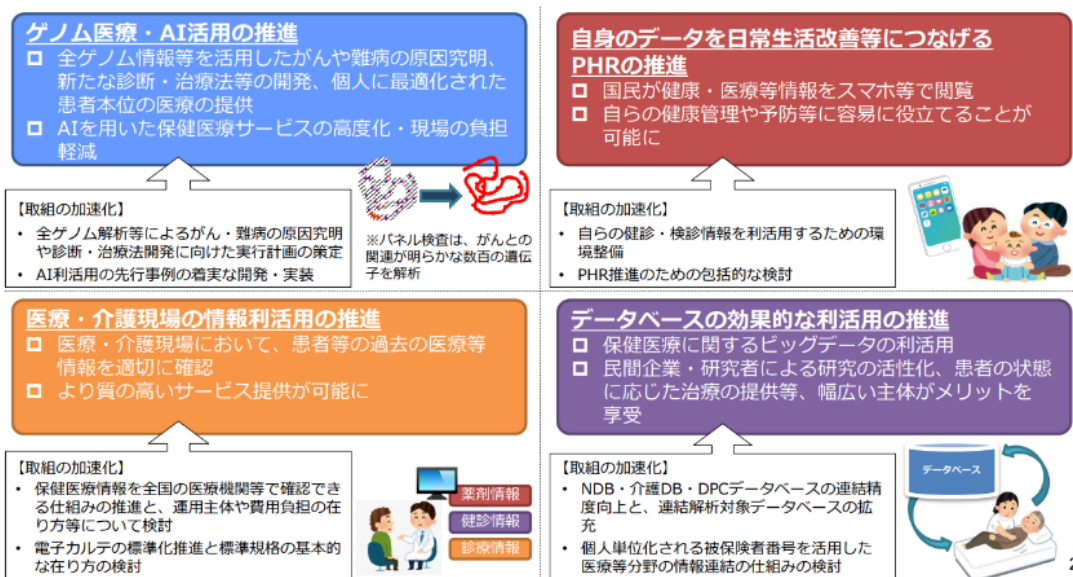 ゲノム医療・AI活用の推進
□ 全ゲノム情報等を活用したがんや難病の原因究明、
新たな診断・治療法等の開発、個人に最適化された
患者本位の医療の提供
□ AIを用いた保健医療サービスの高度化・現場の負担
軽減
【取組の加速化】
• 全ゲノム解析等によるがん・難病の原因究明
や診断・治療法開発に向けた実行計画の策定
• AI利活用の先行事例の着実な開発・実装
※パネル検査は、がんとの
関連が明らかな数百の遺伝
子を解析
自身のデータを日常生活改善等につなげる
PHRの推進
□ 国民が健康・医療等情報をスマホ等で閲覧
□ 自らの健康管理や予防等に容易に役立てることが
可能に
【取組の加速化】
• 自らの健診・検診情報を利活用するための環
境整備
• PHR推進のための包括的な検討
医療・介護現場の情報利活用の推進
□ 医療・介護現場において、患者等の過去の医療等
情報を適切に確認
□ より質の高いサービス提供が可能に
【取組の加速化】
• 保健医療情報を全国の医療機関等で確認でき
る仕組みの推進と、運用主体や費用負担の在
り方等について検討
• 電子カルテの標準化推進と標準規格の基本的
な在り方の検討
薬剤情報
健診情報
診療情報
データベースの効果的な利活用の推進
□ 保健医療に関するビッグデータの利活用
□ 民間企業・研究者による研究の活性化、患者の状態
に応じた治療の提供等、幅広い主体がメリットを
享受
【取組の加速化】
• NDB・介護DB・DPCデータベースの連結精
度向上と、連結解析対象データベースの拡
充
• 個人単位化される被保険者番号を活用した
医療等分野の情報連結の仕組みの検討
データベース
2